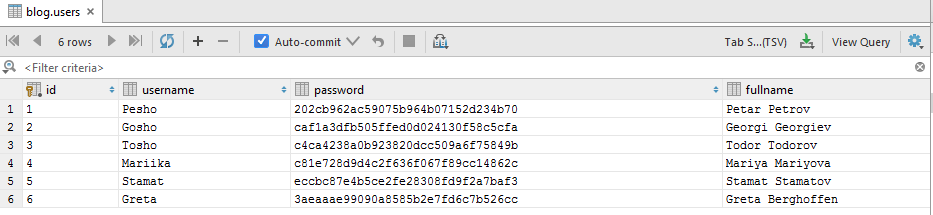 blog.users
6 rows Auto-commit Tab S...(TSV) View Query
<Filter criteria>
id username password fullname
1 1 Pesho 202cb962ac59075b964b07152d234b70 Petar Petrov
2 2 Gosho caf1a3dfb505ffed0d024130f58c5cfa Georgi Georgiev
3 3 Tosho c4ca4238a0b923820dcc509a6f75849b Todor Todorov
4 4 Mariika c81e728d9d4c2f636f067f89cc14862c Mariya Mariyova
5 5 Stamat eccbc87e4b5ce2fe28308fd9f2a7baf3 Stamat Stamatov
6 6 Greta 3aeaaae99090a8585b2e7fd6c7b526cc Greta Berghoffen